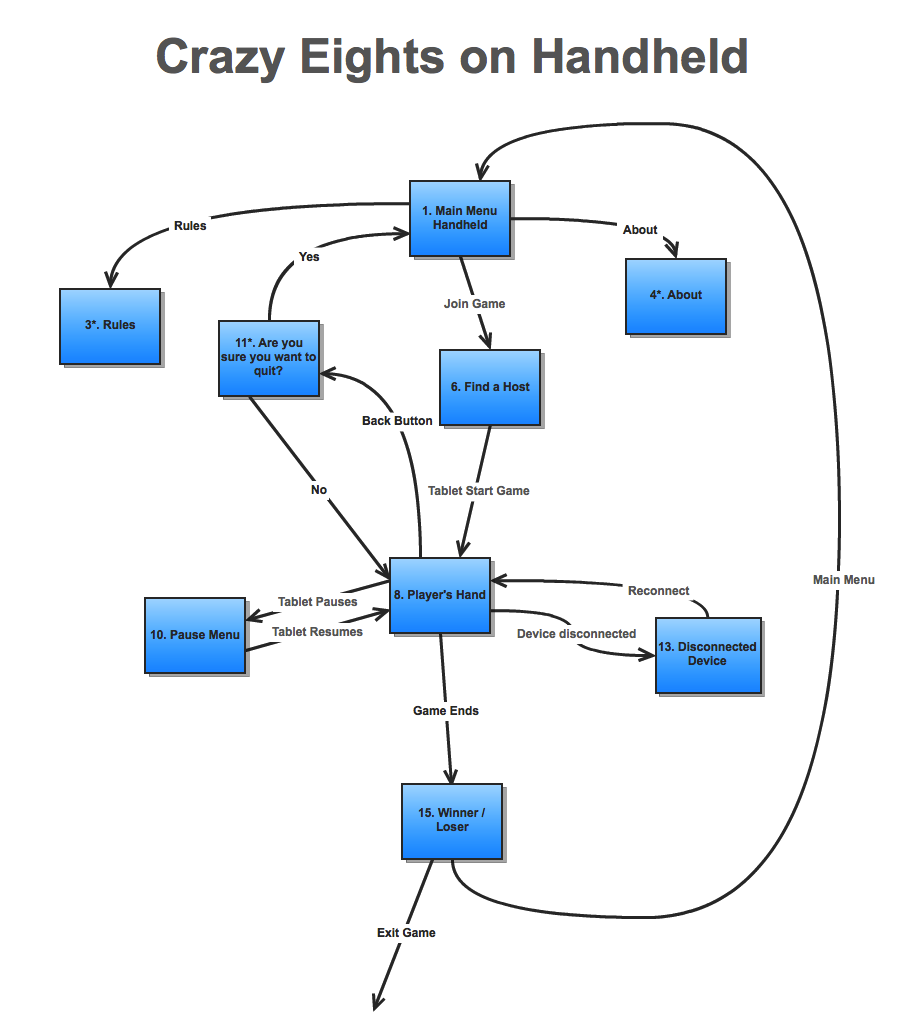 Crazy Eights on Handheld
1. Main Menu
Handheld
Rules
About
Yes
Join Game
3*. Rules
4*. About
11*. Are you
sure you want to
quit?
6. Find a Host
Back Button
No
Tablet Start Game
Main Menu
8. Player's Hand
Tablet Pauses
Reconnect
10. Pause Menu
Tablet Resumes
Device disconnected
13. Disconnected
Device
Game Ends
15. Winner /
Loser
Exit Game